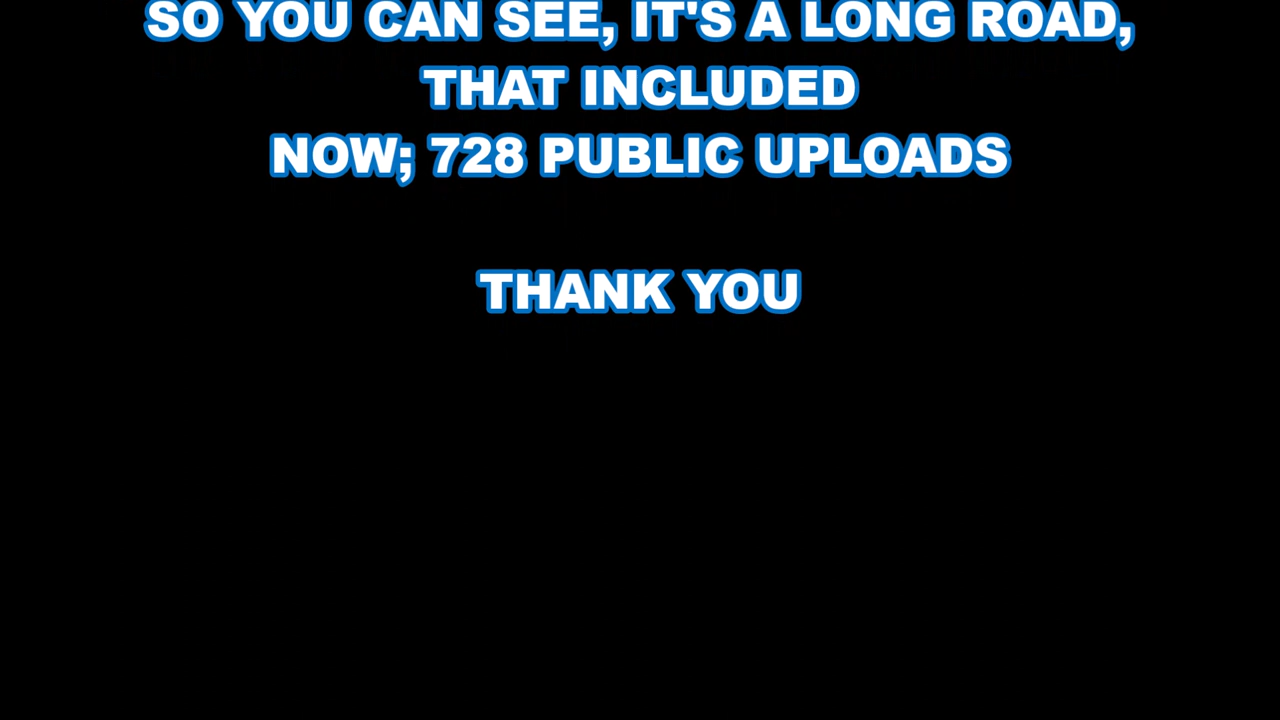 SO YOU CAN SEE, IT'S A LONG ROAD,
THAT INCLUDED
NOW; 728 PUBLIC UPLOADS
THANK YOU